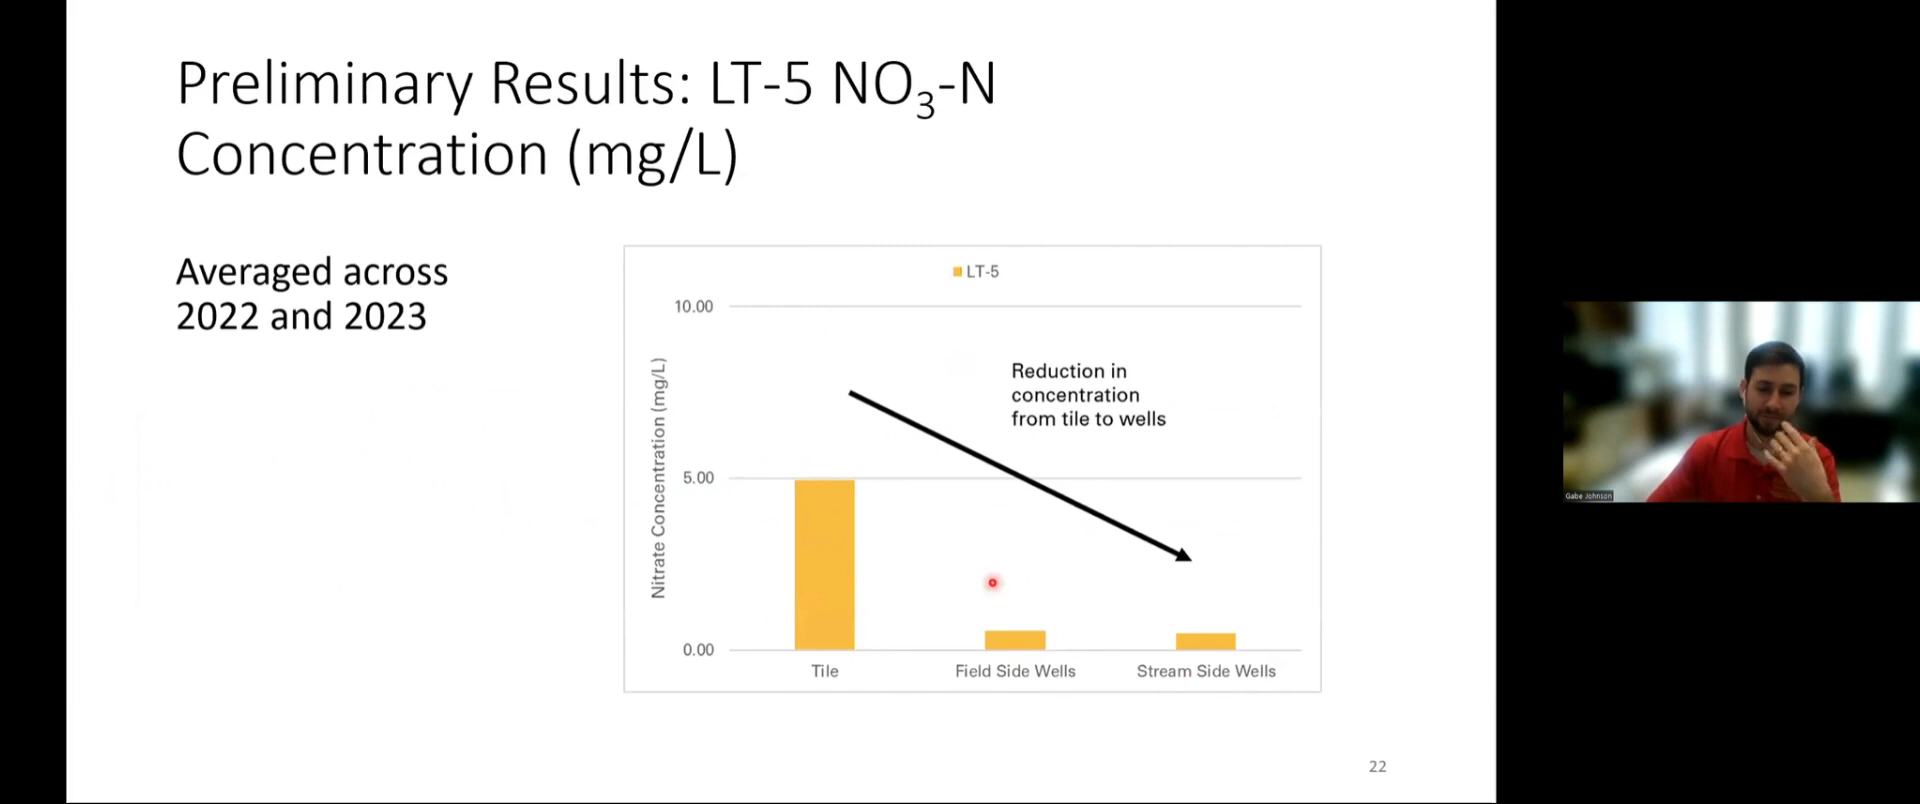 Preliminary Results: LT-5 NO₃-N
Concentration (mg/L)
Averaged across
2022 and 2023
LT-5
10.00
5.00
0.00
Nitrate Concentration (mg/L)
Reduction in
concentration
from tile to wells
Tile
Field Side Wells
Stream Side Wells
22
Gabe Johnson